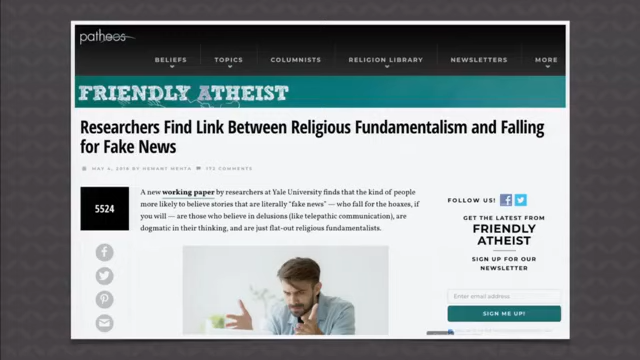 patheos
BELIEFS TOPICS COLUMNISTS RELIGION LIBRARY NEWSLETTERS MORE
FRIENDLY ATHEIST
Researchers Find Link Between Religious Fundamentalism and Falling
for Fake News
BY HEMANT MEHTA COMMENTS
5524
A new working paper by researchers at Yale University finds that the kind of people
more likely to believe stories that are literally "fake news" — who fall for the hoaxes, if
you will — are those who believe in delusions (like telepathic communication), are
dogmatic in their thinking, and are just flat-out religious fundamentalists.
FOLLOW US!
GET THE LATEST FROM
FRIENDLY
ATHEIST
SIGN UP FOR OUR
NEWSLETTER
Enter email address
SIGN ME UP!